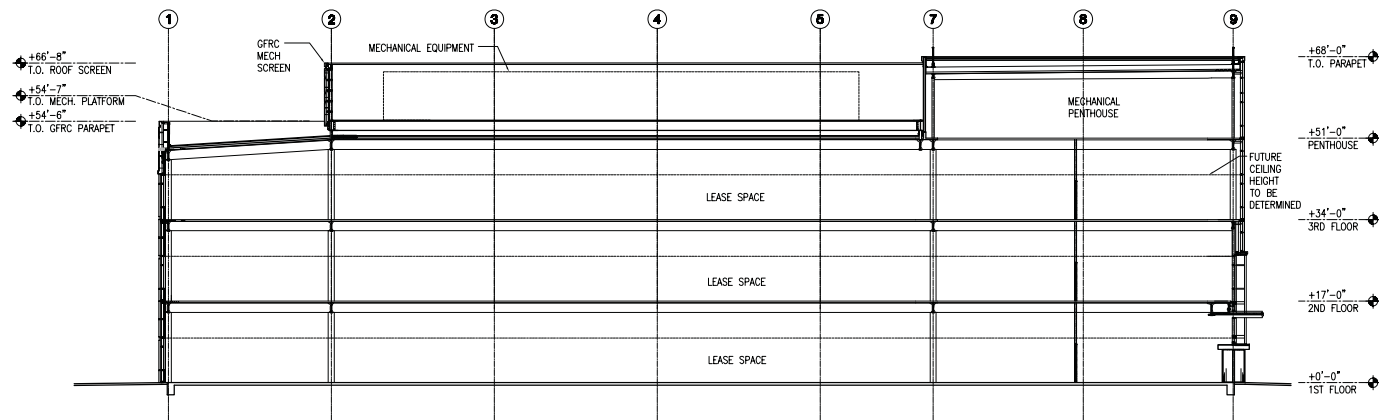 1 2 3 4 5 7 8 9
+66'-8"
T.O. ROOF SCREEN
+54'-7"
T.O. MECH. PLATFORM
+54'-6"
T.O. GFRC PARAPET
GFRC
MECH
SCREEN
MECHANICAL EQUIPMENT
MECHANICAL
PENTHOUSE
+68'-0"
T.O. PARAPET
+51'-0"
PENTHOUSE
FUTURE
CEILING
HEIGHT
TO BE
DETERMINED
LEASE SPACE
+34'-0"
3RD FLOOR
LEASE SPACE
+17'-0"
2ND FLOOR
LEASE SPACE
+0'-0"
1ST FLOOR